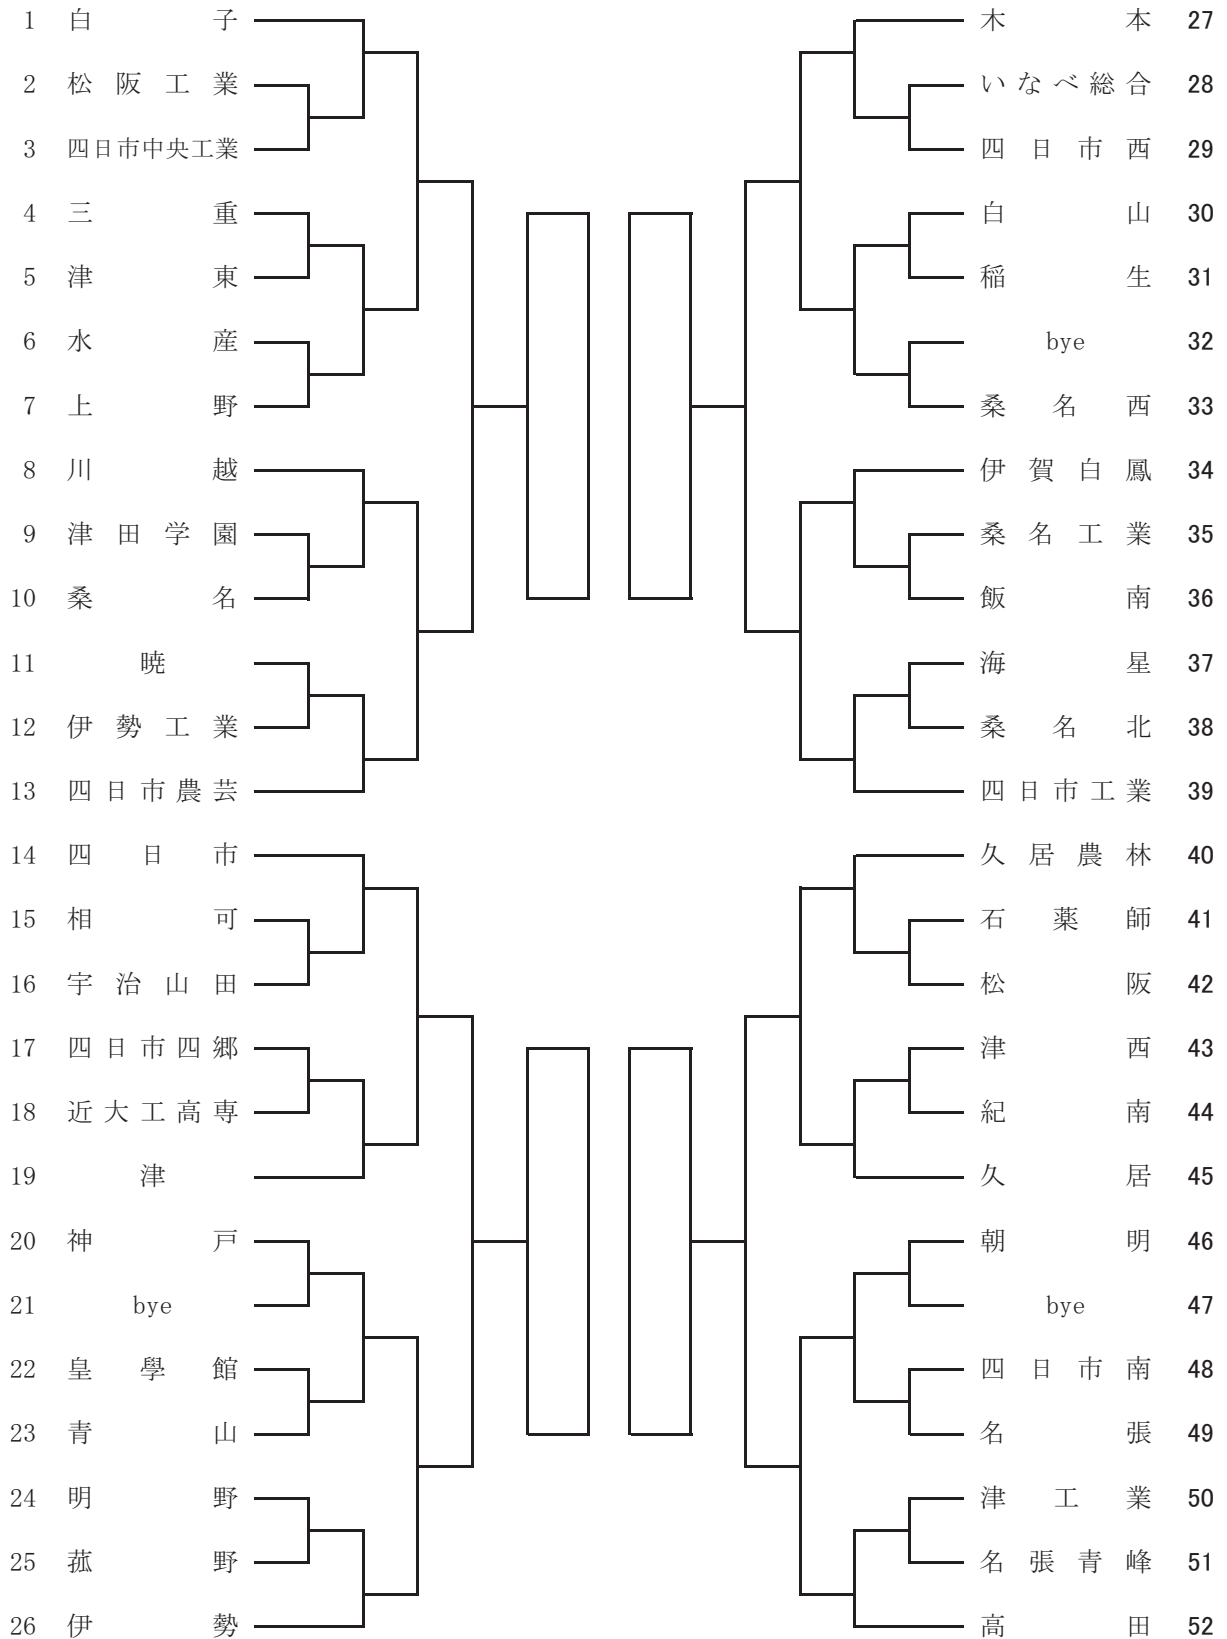 1 白子
2 松阪工業
3 四日市中央工業
4 三重
5 津東
6 水産
7 上野
8 川越
9 津田学園
10 桑名
11 暁
12 伊勢工業
13 四日市農芸
14 四日市
15 相可
16 宇治山田
17 四日市四郷
18 近大工高専
19 津
20 神戸
21 bye
22 皇學館
23 青山
24 明野
25 菰野
26 伊勢
木本 27
いなべ総合 28
四日市西 29
白山 30
稲生 31
bye 32
桑名西 33
伊賀白鳳 34
桑名工業 35
飯南 36
海星 37
桑名北 38
四日市工業 39
久居農林 40
石薬師 41
松阪 42
津西 43
紀南 44
久居 45
朝明 46
bye 47
四日市南 48
名張 49
津工業 50
名張青峰 51
高田 52